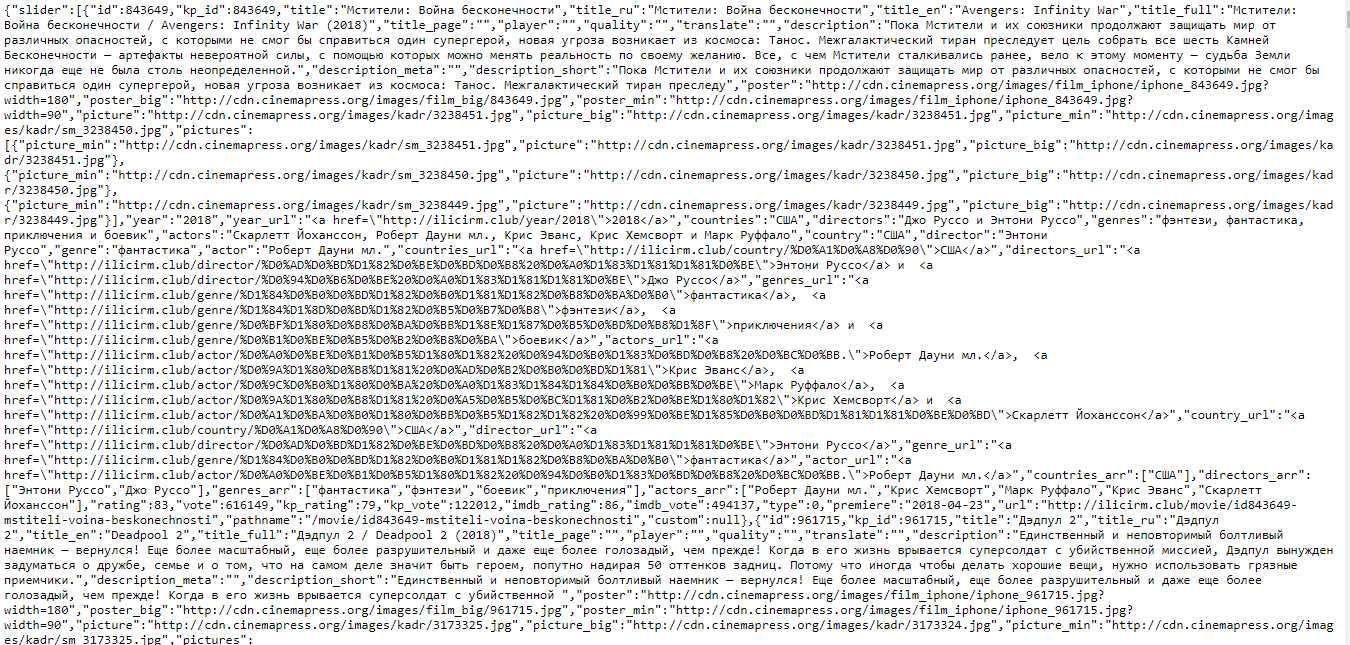 {"slider":[{"id":843649,"kp_id":843649,"title":"Мстители: Война бесконечности","title_ru":"Мстители: Война бесконечности","title_en":"Avengers: Infinity War","title_full":"Мстители:
Война бесконечности / Avengers: Infinity War (2018)","title_page":"","player":"","quality":"","translate":"","description":"Пока Мстители и их союзники продолжают защищать мир от
различных опасностей, с которыми не смог бы справиться один супергерой, новая угроза возникает из космоса: Танос. Межгалактический тиран преследует цель собрать все шесть Камней
Бесконечности — артефакты невероятной силы, с помощью которых можно менять реальность по своему желанию. Все, с чем Мстители сталкивались ранее, вело к этому моменту — судьба Земли
никогда еще не была столь неопределенной.","description_meta":"","description_short":"Пока Мстители и их союзники продолжают защищать мир от различных опасностей, с которыми не смог бы
справиться один супергерой, новая угроза возникает из космоса: Танос. Межгалактический тиран преследу","poster":"http://cdn.cinemapress.org/images/film_iphone/iphone_843649.jpg?
width=180","poster_big":"http://cdn.cinemapress.org/images/film_big/843649.jpg","poster_min":"http://cdn.cinemapress.org/images/film_iphone/iphone_843649.jpg?
width=90","picture":"http://cdn.cinemapress.org/images/kadr/3238451.jpg","picture_big":"http://cdn.cinemapress.org/images/kadr/3238451.jpg","picture_min":"http://cdn.cinemapress.org/imag
es/kadr/sm_3238450.jpg","pictures":
[{"picture_min":"http://cdn.cinemapress.org/images/kadr/sm_3238451.jpg","picture":"http://cdn.cinemapress.org/images/kadr/3238451.jpg","picture_big":"http://cdn.cinemapress.org/images/ka
dr/3238451.jpg"},
{"picture_min":"http://cdn.cinemapress.org/images/kadr/sm_3238450.jpg","picture":"http://cdn.cinemapress.org/images/kadr/3238450.jpg","picture_big":"http://cdn.cinemapress.org/images/kad
r/3238450.jpg"},
{"picture_min":"http://cdn.cinemapress.org/images/kadr/sm_3238449.jpg","picture":"http://cdn.cinemapress.org/images/kadr/3238449.jpg","picture_big":"http://cdn.cinemapress.org/images/kad
r/3238449.jpg"}],"year":"2018","year_url":"<a href=\"http://ilicirm.club/year/2018\">2018</a>","countries":"США","directors":"Джо Руссо и Энтони Руссо","genres":"фэнтези, фантастика,
приключения и боевик","actors":"Скарлетт Йоханссон, Роберт Дауни мл., Крис Эванс, Крис Хемсворт и Марк Руффало","country":"США","director":"Энтони
Руссо","genre":"фантастика","actor":"Роберт Дауни мл.","countries_url":"<a href=\"http://ilicirm.club/country/%D0%A1%D0%A8%D0%90\">США</a>","directors_url":"<a
href=\"http://ilicirm.club/director/%D0%AD%D0%BD%D1%82%D0%BE%D0%BD%D0%B8%20%D0%A0%D1%83%D1%81%D1%81%D0%BE\">Энтони Руссо</a> и  <a
href=\"http://ilicirm.club/director/%D0%94%D0%B6%D0%BE%20%D0%A0%D1%83%D1%81%D1%81%D0%BE\">Джо Руссо</a>","genres_url":"<a
href=\"http://ilicirm.club/genre/%D1%84%D0%B0%D0%BD%D1%82%D0%B0%D1%81%D1%82%D0%B8%D0%BA%D0%B0\">фантастика</a>,  <a
href=\"http://ilicirm.club/genre/%D1%84%D1%8D%D0%BD%D1%82%D0%B5%D0%B7%D0%B8\">фэнтези</a>,  <a
href=\"http://ilicirm.club/genre/%D0%BF%D1%80%D0%B8%D0%BA%D0%BB%D1%8E%D1%87%D0%B5%D0%BD%D0%B8%D1%8F\">приключения</a> и  <a
href=\"http://ilicirm.club/genre/%D0%B1%D0%BE%D0%B5%D0%B2%D0%B8%D0%BA\">боевик</a>","actors_url":"<a
href=\"http://ilicirm.club/actor/%D0%A0%D0%BE%D0%B1%D0%B5%D1%80%D1%82%20%D0%94%D0%B0%D1%83%D0%BD%D0%B8%20%D0%BC%D0%BB.\">Роберт Дауни мл.</a>,  <a
href=\"http://ilicirm.club/actor/%D0%9A%D1%80%D0%B8%D1%81%20%D0%AD%D0%B2%D0%B0%D0%BD%D1%81\">Крис Эванс</a>,  <a
href=\"http://ilicirm.club/actor/%D0%9C%D0%B0%D1%80%D0%BA%20%D0%A0%D1%83%D1%84%D1%84%D0%B0%D0%BB%D0%BE\">Марк Руффало</a>,  <a
href=\"http://ilicirm.club/actor/%D0%9A%D1%80%D0%B8%D1%81%20%D0%A5%D0%B5%D0%BC%D1%81%D0%B2%D0%BE%D1%80%D1%82\">Крис Хемсворт</a> и  <a
href=\"http://ilicirm.club/actor/%D0%A1%D0%BA%D0%B0%D1%80%D0%BB%D0%B5%D1%82%D1%82%20%D0%99%D0%BE%D1%85%D0%B0%D0%BD%D1%81%D1%81%D0%BE%D0%BD\">Скарлетт Йоханссон</a>","country_url":"<a
href=\"http://ilicirm.club/country/%D0%A1%D0%A8%D0%90\">США</a>","director_url":"<a
href=\"http://ilicirm.club/director/%D0%AD%D0%BD%D1%82%D0%BE%D0%BD%D0%B8%20%D0%A0%D1%83%D1%81%D1%81%D0%BE\">Энтони Руссо</a>","genre_url":"<a
href=\"http://ilicirm.club/genre/%D1%84%D0%B0%D0%BD%D1%82%D0%B0%D1%81%D1%82%D0%B8%D0%BA%D0%B0\">фантастика</a>","actor_url":"<a
href=\"http://ilicirm.club/actor/%D0%A0%D0%BE%D0%B1%D0%B5%D1%80%D1%82%20%D0%94%D0%B0%D1%83%D0%BD%D0%B8%20%D0%BC%D0%BB.\">Роберт Дауни мл.</a>","countries_arr":["США"],"directors_arr":
["Энтони Руссо","Джо Руссо"],"genres_arr":["фантастика","фэнтези","боевик","приключения"],"actors_arr":["Роберт Дауни мл.","Крис Хемсворт","Марк Руффало","Крис Эванс","Скарлетт
Йоханссон"],"rating":83,"vote":616149,"kp_rating":79,"kp_vote":122012,"imdb_rating":86,"imdb_vote":494137,"type":0,"premiere":"2018-04-23","url":"http://ilicirm.club/movie/id843649-
mstiteli-voina-beskonechnosti","pathname":"/movie/id843649-mstiteli-voina-beskonechnosti","custom":null},{"id":961715,"kp_id":961715,"title":"Дэдпул 2","title_ru":"Дэдпул
2","title_en":"Deadpool 2","title_full":"Дэдпул 2 / Deadpool 2 (2018)","title_page":"","player":"","quality":"","translate":"","description":"Единственный и неповторимый болтливый
наемник — вернулся! Еще более масштабный, еще более разрушительный и даже еще более голозадый, чем прежде! Когда в его жизнь врывается суперсолдат с убийственной миссией, Дэдпул вынужден
задуматься о дружбе, семье и о том, что на самом деле значит быть героем, попутно надирая 50 оттенков задниц. Потому что иногда чтобы делать хорошие вещи, нужно использовать грязные
приемчики.","description_meta":"","description_short":"Единственный и неповторимый болтливый наемник — вернулся! Еще более масштабный, еще более разрушительный и даже еще более
голозадый, чем прежде! Когда в его жизнь врывается суперсолдат с убийственной ","poster":"http://cdn.cinemapress.org/images/film_iphone/iphone_961715.jpg?
width=180","poster_big":"http://cdn.cinemapress.org/images/film_big/961715.jpg","poster_min":"http://cdn.cinemapress.org/images/film_iphone/iphone_961715.jpg?
width=90","picture":"http://cdn.cinemapress.org/images/kadr/3173325.jpg","picture_big":"http://cdn.cinemapress.org/images/kadr/3173324.jpg","picture_min":"http://cdn.cinemapress.org/imag
es/kadr/sm_3173325.jpg","pictures":